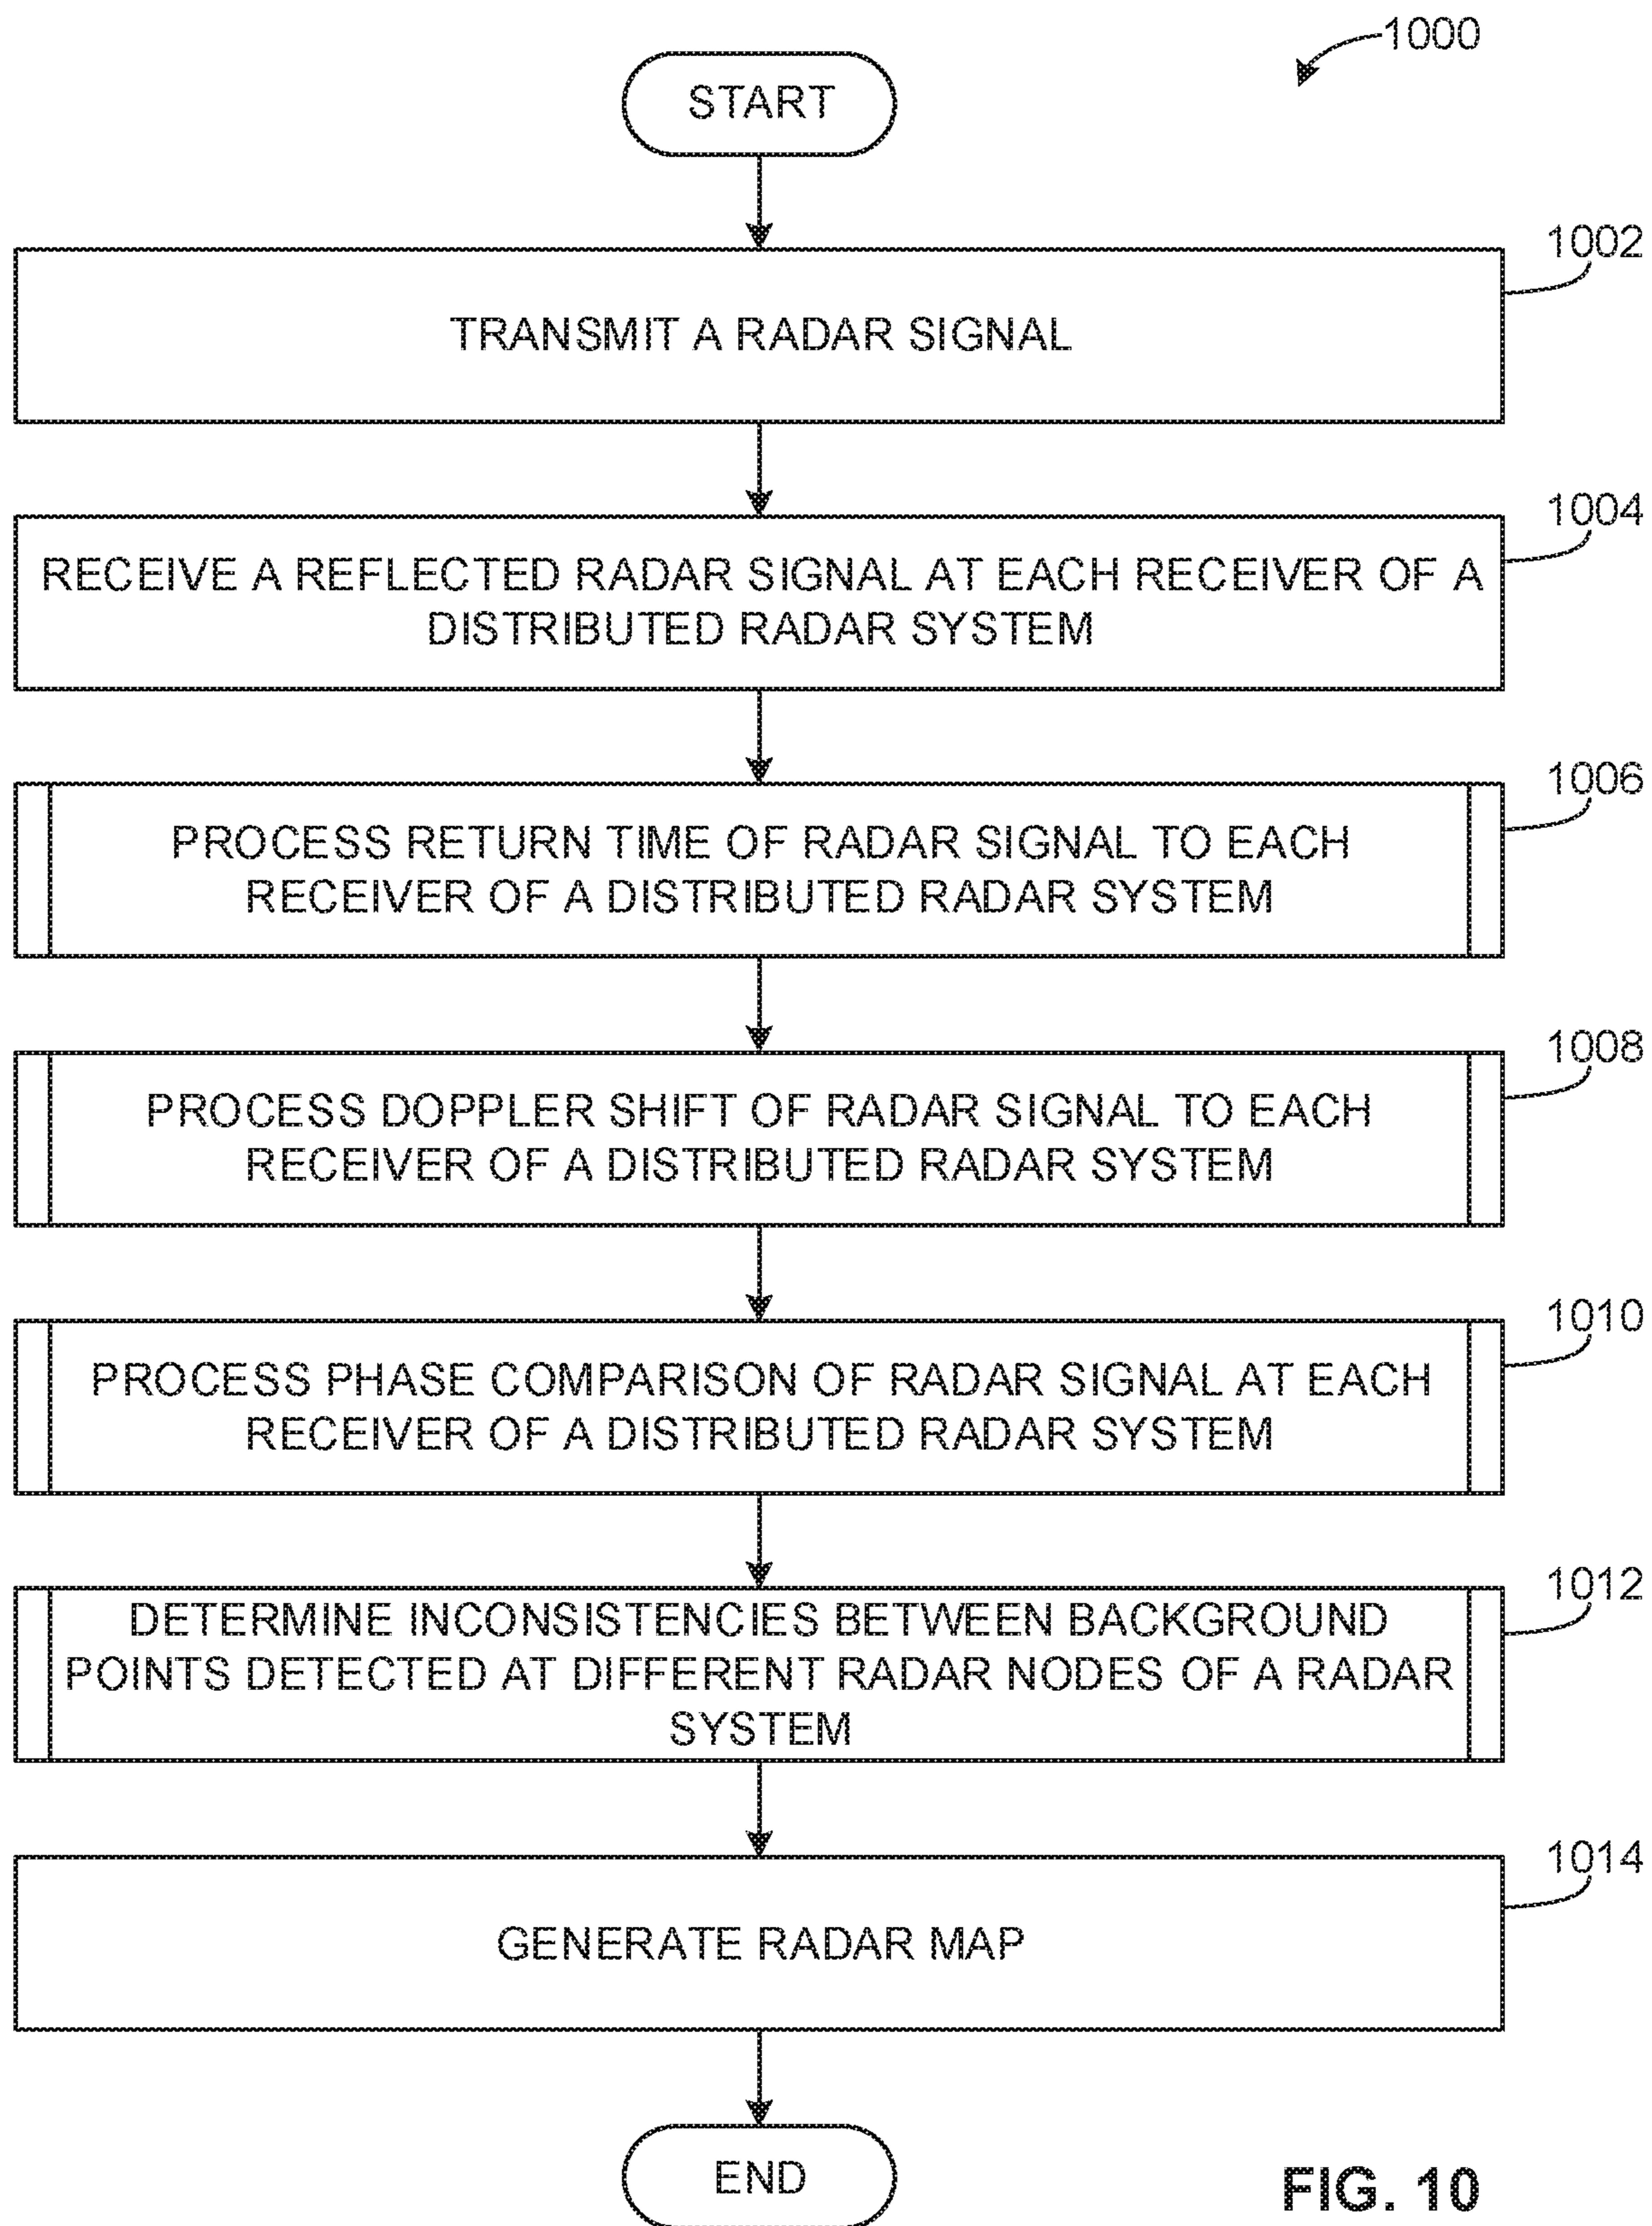 1000
START
1002
TRANSMIT A RADAR SIGNAL
1004
RECEIVE A REFLECTED RADAR SIGNAL AT EACH RECEIVER OF A
DISTRIBUTED RADAR SYSTEM
1006
PROCESS RETURN TIME OF RADAR SIGNAL TO EACH
RECEIVER OF A DISTRIBUTED RADAR SYSTEM
1008
PROCESS DOPPLER SHIFT OF RADAR SIGNAL TO EACH
RECEIVER OF A DISTRIBUTED RADAR SYSTEM
1010
PROCESS PHASE COMPARISON OF RADAR SIGNAL AT EACH
RECEIVER OF A DISTRIBUTED RADAR SYSTEM
1012
DETERMINE INCONSISTENCIES BETWEEN BACKGROUND
POINTS DETECTED AT DIFFERENT RADAR NODES OF A RADAR
SYSTEM
1014
GENERATE RADAR MAP
END
FIG. 10